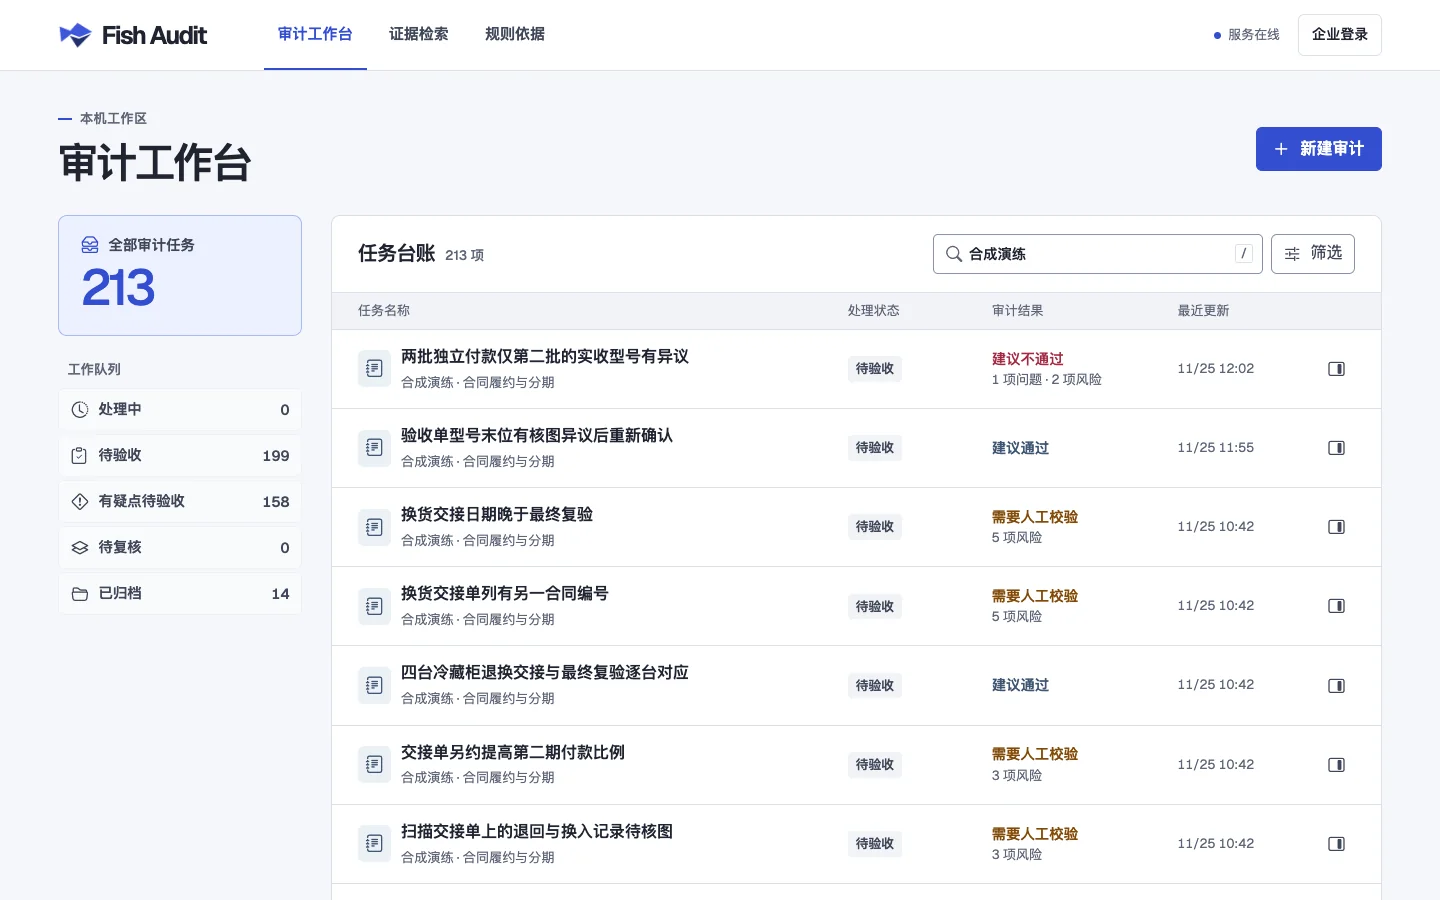 Fish Audit
审计工作台
证据检索
规则依据
服务在线
企业登录
本机工作区
审计工作台
新建审计
全部审计任务
213
工作队列
处理中 0
待验收 199
有疑点待验收 158
待复核 0
已归档 14
任务台账 213 项
合成演练 /
筛选
任务名称 处理状态 审计结果 最近更新
两批独立付款仅第二批的实收型号有异议
合成演练 · 合同履约与分期
待验收
建议不通过
1 项问题 · 2 项风险
11/25 12:02
验收单型号末位有核图异议后重新确认
合成演练 · 合同履约与分期
待验收
建议通过
11/25 11:55
换货交接日期晚于最终复验
合成演练 · 合同履约与分期
待验收
需要人工校验
5 项风险
11/25 10:42
换货交接单列有另一合同编号
合成演练 · 合同履约与分期
待验收
需要人工校验
5 项风险
11/25 10:42
四台冷藏柜退换交接与最终复验逐台对应
合成演练 · 合同履约与分期
待验收
建议通过
11/25 10:42
交接单另约提高第二期付款比例
合成演练 · 合同履约与分期
待验收
需要人工校验
3 项风险
11/25 10:42
扫描交接单上的退回与换入记录待核图
合成演练 · 合同履约与分期
待验收
需要人工校验
3 项风险
11/25 10:42